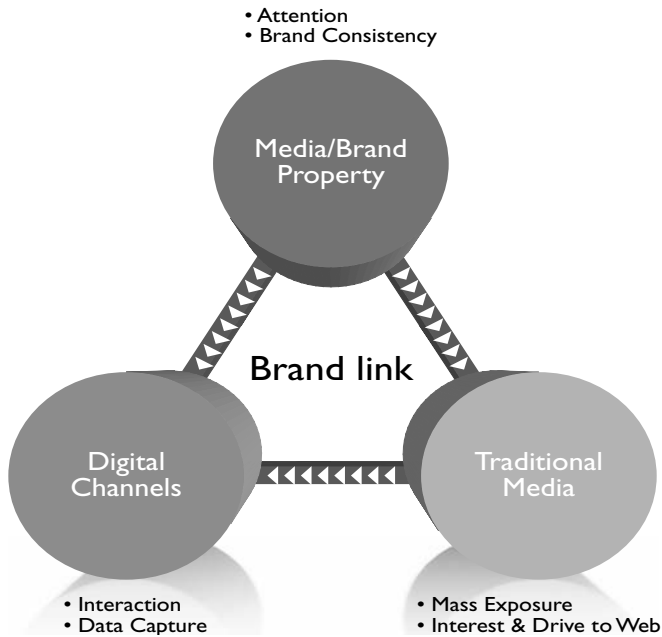 • Attention
• Brand Consistency
Media/Brand
Property
Brand link
Digital
Channels
Traditional
Media
• Interaction
• Data Capture
• Mass Exposure
• Interest & Drive to Web